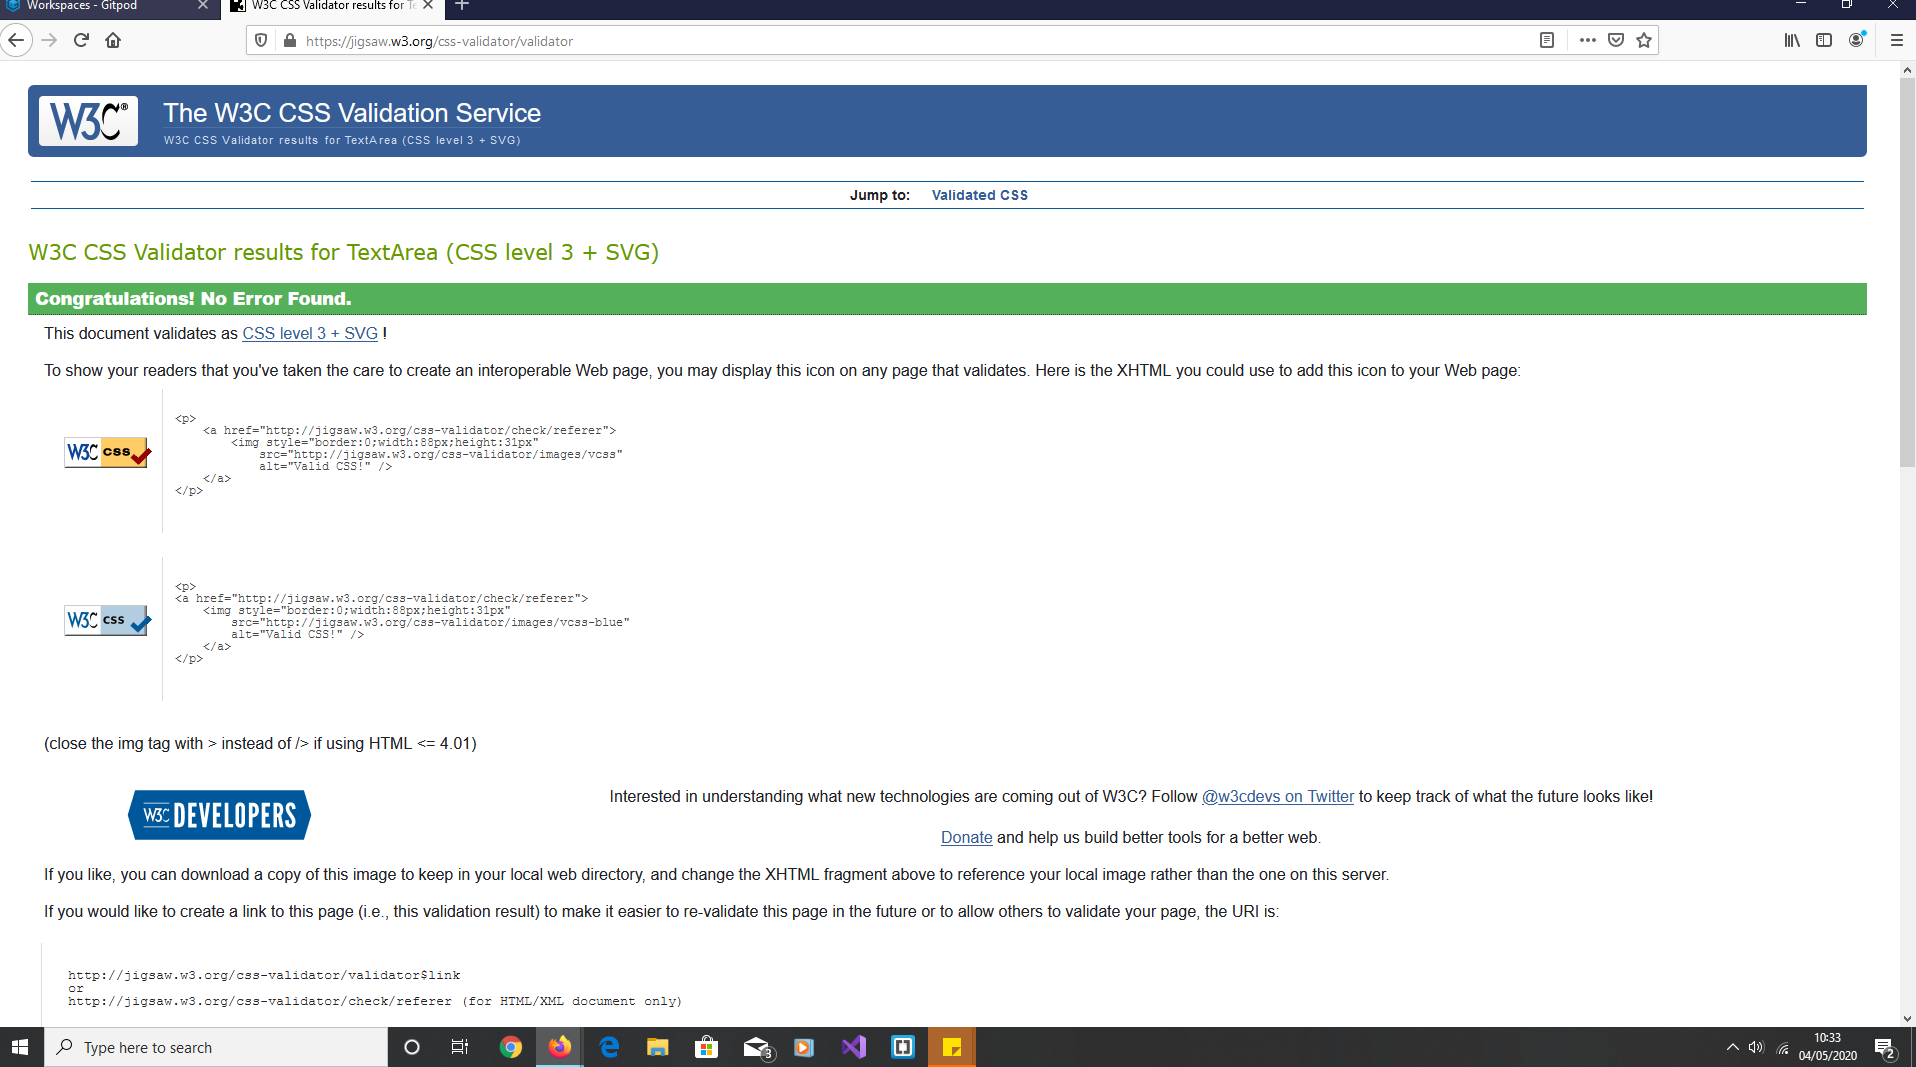 Workspaces - Gitpod
W3C CSS Validator results for Te
https://jigsaw.w3.org/css-validator/validator
W3C®
The W3C CSS Validation Service
W3C CSS Validator results for TextArea (CSS level 3 + SVG)
Jump to: Validated CSS
W3C CSS Validator results for TextArea (CSS level 3 + SVG)
Congratulations! No Error Found.
This document validates as CSS level 3 + SVG !
To show your readers that you've taken the care to create an interoperable Web page, you may display this icon on any page that validates. Here is the XHTML you could use to add this icon to your Web page:
W3C css
<p>
<a href="http://jigsaw.w3.org/css-validator/check/referer">
<img style="border:0;width:88px;height:31px"
src="http://jigsaw.w3.org/css-validator/images/vcss"
alt="Valid CSS!" />
</a>
</p>
W3C css
<p>
<a href="http://jigsaw.w3.org/css-validator/check/referer">
<img style="border:0;width:88px;height:31px"
src="http://jigsaw.w3.org/css-validator/images/vcss-blue"
alt="Valid CSS!" />
</a>
</p>
(close the img tag with > instead of /> if using HTML <= 4.01)
W3C DEVELOPERS
Interested in understanding what new technologies are coming out of W3C? Follow @w3cdevs on Twitter to keep track of what the future looks like!
Donate and help us build better tools for a better web.
If you like, you can download a copy of this image to keep in your local web directory, and change the XHTML fragment above to reference your local image rather than the one on this server.
If you would like to create a link to this page (i.e., this validation result) to make it easier to re-validate this page in the future or to allow others to validate your page, the URI is:
http://jigsaw.w3.org/css-validator/validator$link
or
http://jigsaw.w3.org/css-validator/check/referer (for HTML/XML document only)
Type here to search
3
10:33
04/05/2020
2